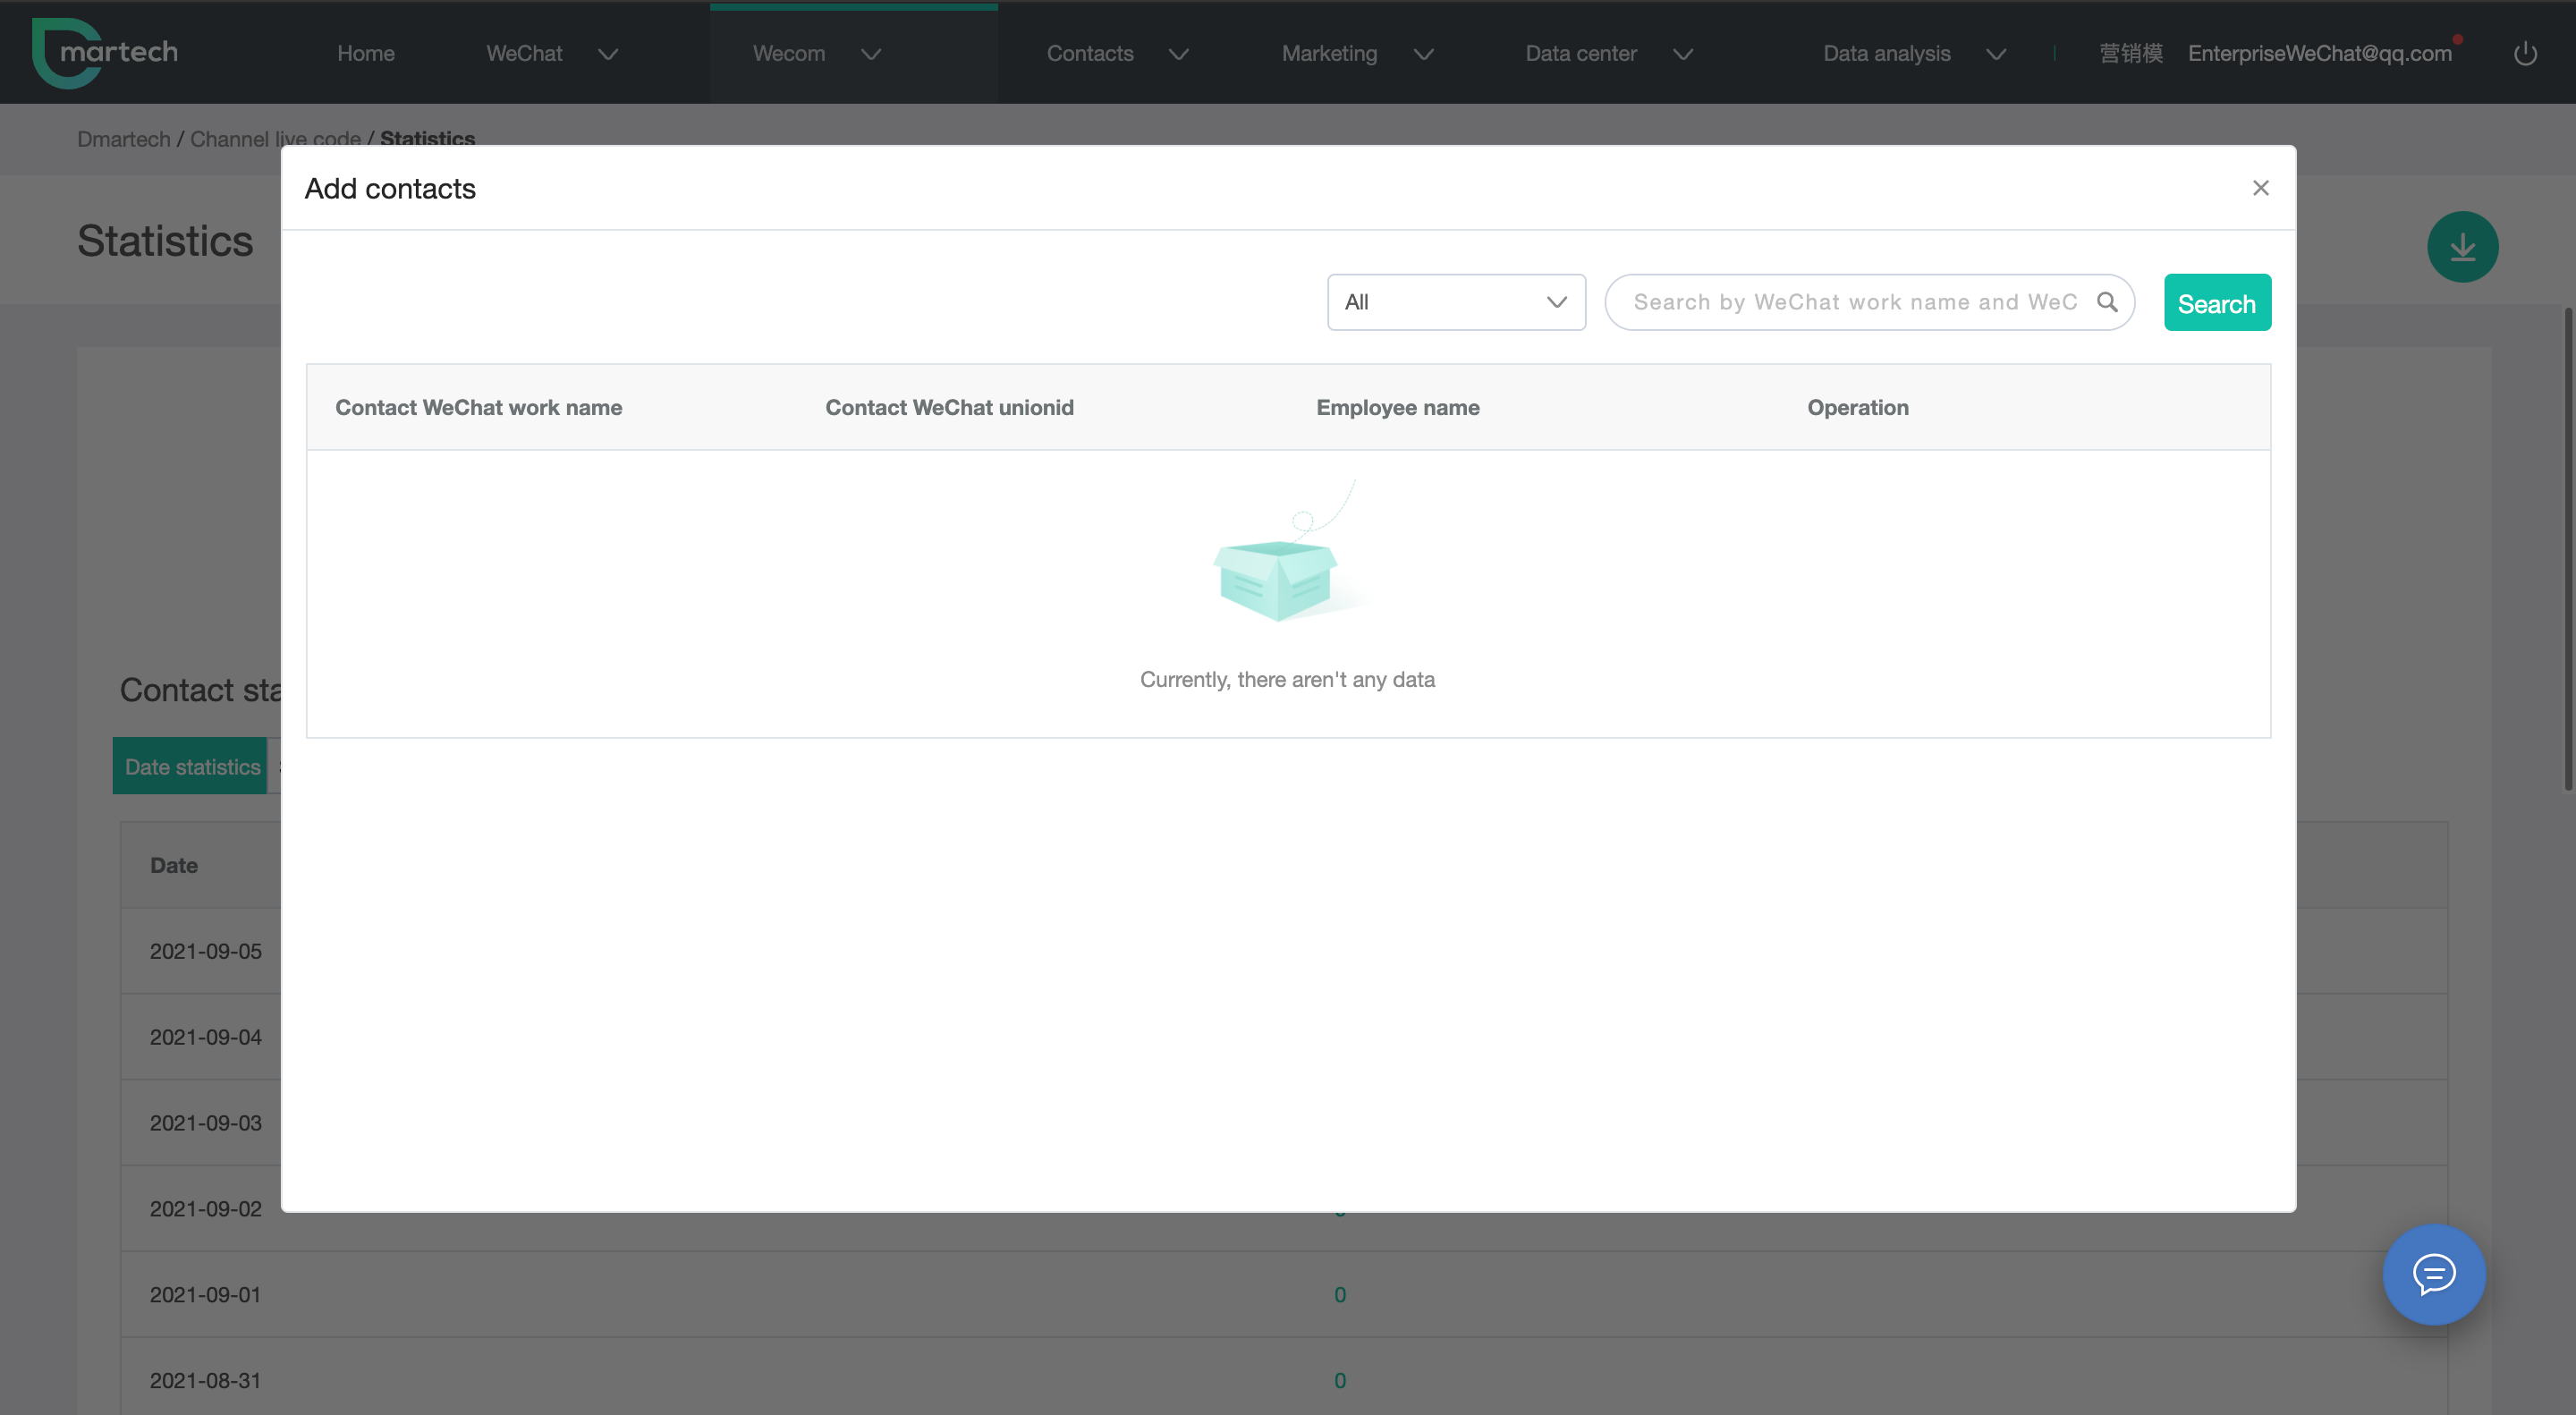 martech
Home
WeChat
Wecom
Contacts
Marketing
Data center
Data analysis
营销模
EnterpriseWeChat@qq.com
Dmartech / Channel live code / Statistics
Statistics
Add contacts
All
Search by WeChat work name and WeC
Search
Contact WeChat work name
Contact WeChat unionid
Employee name
Operation
Currently, there aren't any data
Contact sta
Date statistics
Date
2021-09-05
2021-09-04
2021-09-03
2021-09-02
2021-09-01
0
2021-08-31
0